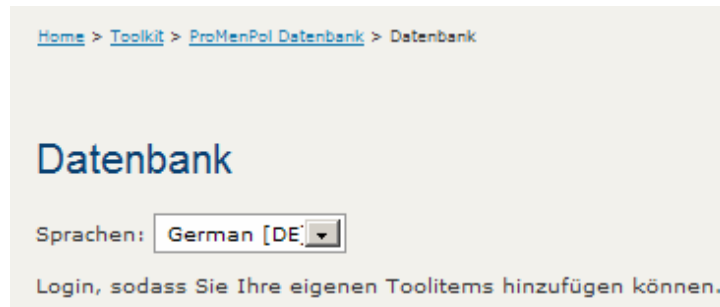 Home > Toolkit > ProMenPol Datenbank > Datenbank
Datenbank
Sprachen: German [DE]
Login, sodass Sie Ihre eigenen Toolitems hinzufügen können.